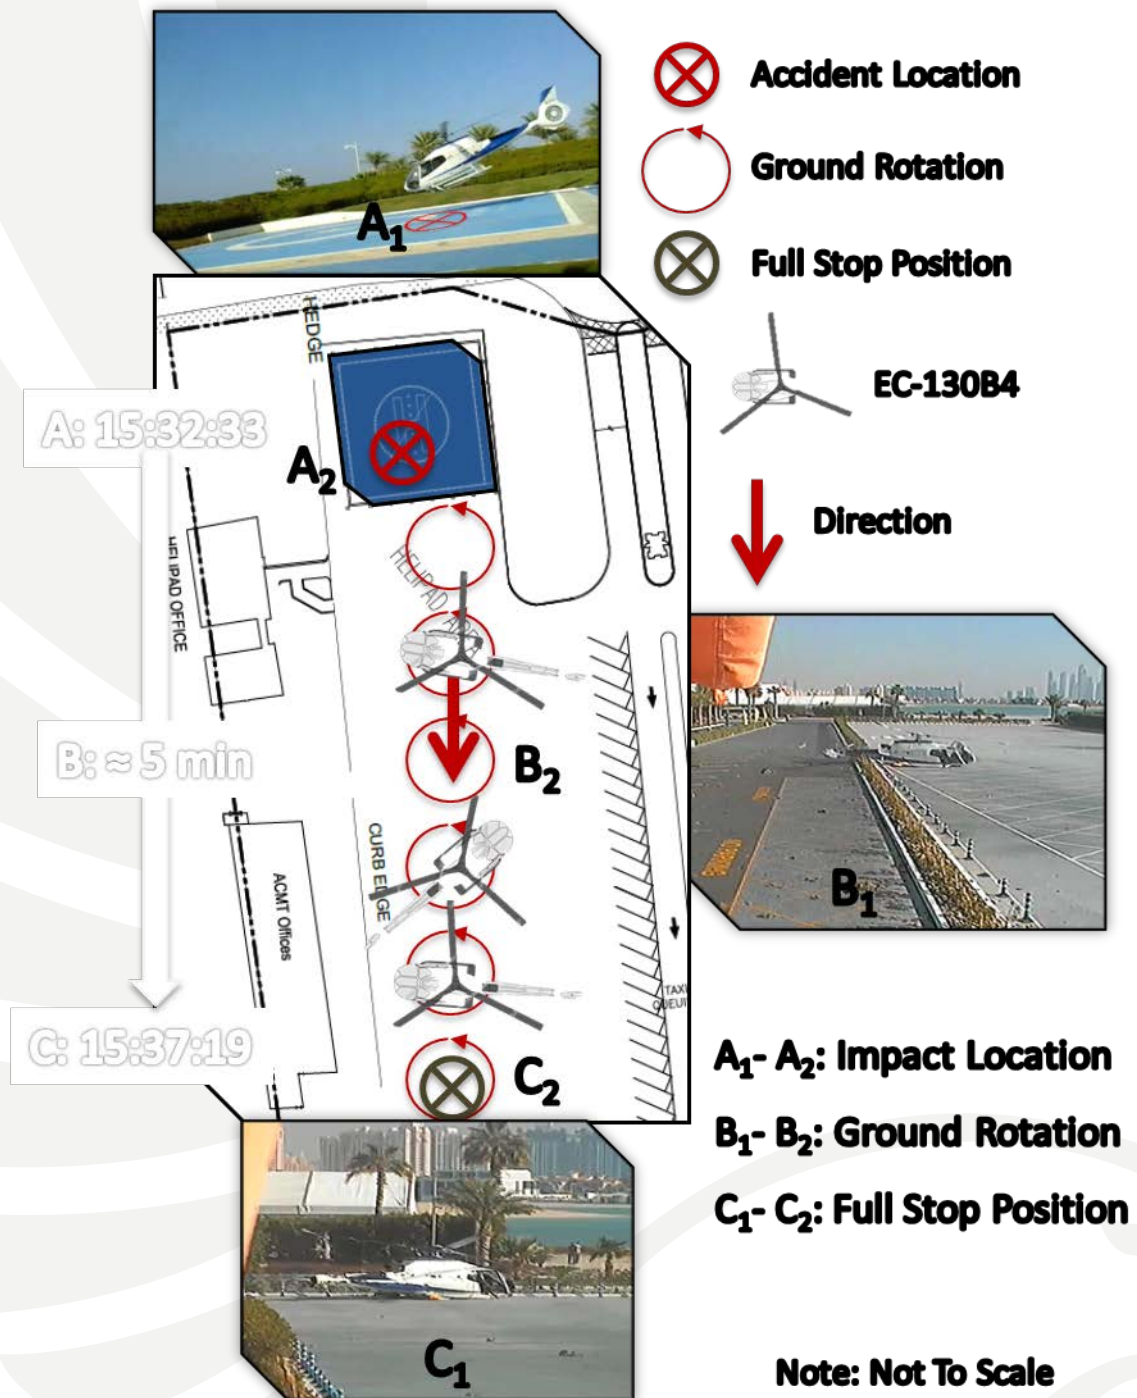 Accident Location
Ground Rotation
Full Stop Position
EC-130B4
Direction
A1
HEDGE
A: 15:32:33
A2
HELIPAD
HELIPAD OFFICE
B: ≈ 5 min
B2
CURB EDGE
ACMT Offices
B1
TAXI
C: 15:37:19
C2
A1- A2: Impact Location
B1- B2: Ground Rotation
C1- C2: Full Stop Position
C1
Note: Not To Scale